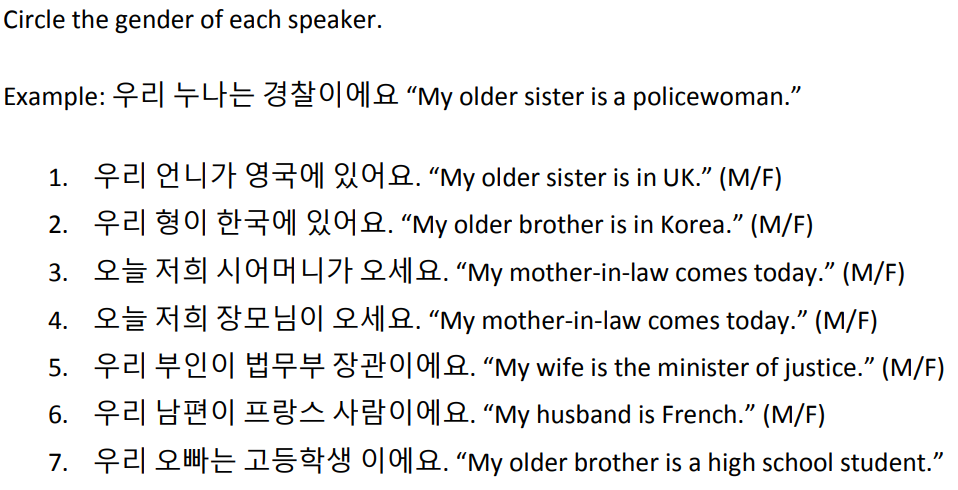 Circle the gender of each speaker.
Example: 우리 누나는 경찰이에요 “My older sister is a policewoman.”
1. 우리 언니가 영국에 있어요. “My older sister is in UK.” (M/F)
2. 우리 형이 한국에 있어요. “My older brother is in Korea.” (M/F)
3. 오늘 저희 시어머니가 오세요. “My mother-in-law comes today.” (M/F)
4. 오늘 저희 장모님이 오세요. “My mother-in-law comes today.” (M/F)
5. 우리 부인이 법무부 장관이에요. “My wife is the minister of justice.” (M/F)
6. 우리 남편이 프랑스 사람이에요. “My husband is French.” (M/F)
7. 우리 오빠는 고등학생 이에요. “My older brother is a high school student.”